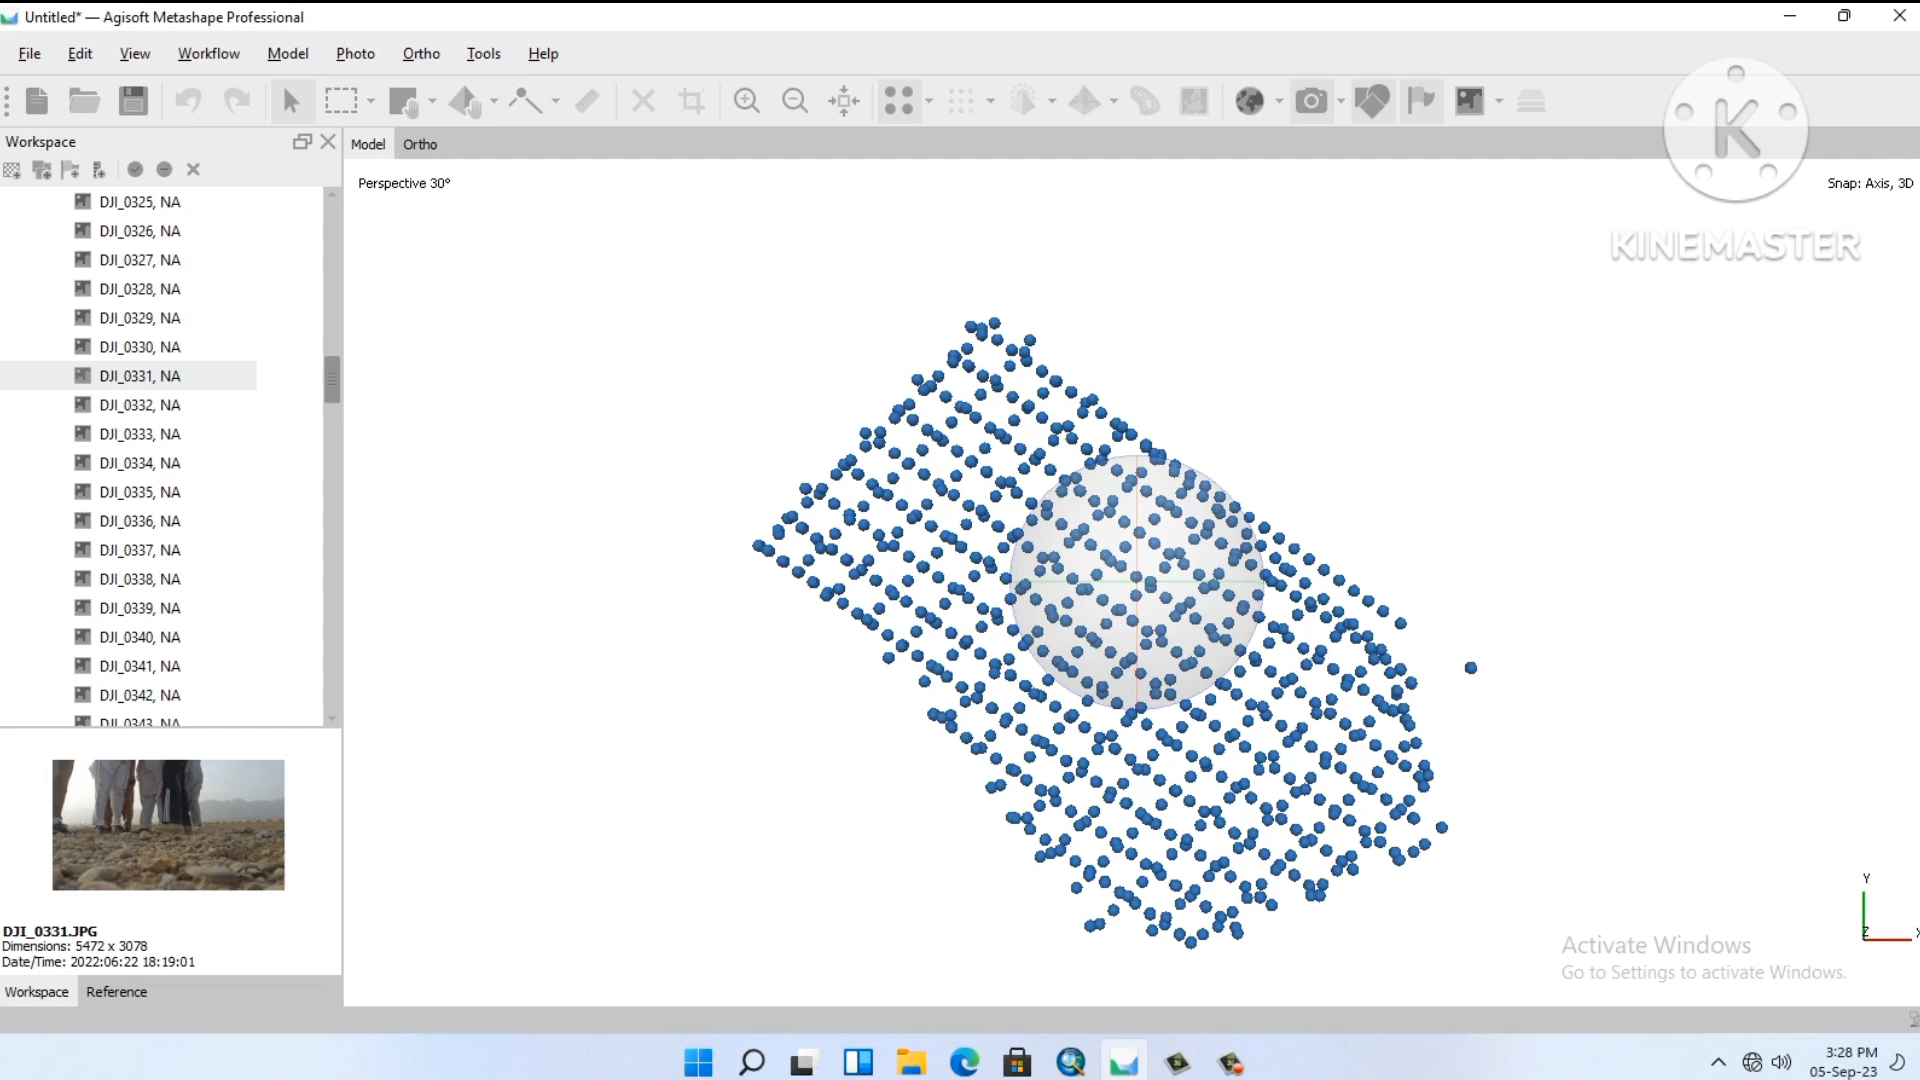 Untitled* — Agisoft Metashape Professional
File Edit View Workflow Model Photo Ortho Tools Help
Workspace
Model Ortho
Perspective 30°
Snap: Axis, 3D
K
KINEMASTER
DJI_0325, NA
DJI_0326, NA
DJI_0327, NA
DJI_0328, NA
DJI_0329, NA
DJI_0330, NA
DJI_0331, NA
DJI_0332, NA
DJI_0333, NA
DJI_0334, NA
DJI_0335, NA
DJI_0336, NA
DJI_0337, NA
DJI_0338, NA
DJI_0339, NA
DJI_0340, NA
DJI_0341, NA
DJI_0342, NA
DJI_0343, NA
DJI_0331.JPG
Dimensions: 5472 x 3078
Date/Time: 2022:06:22 18:19:01
Workspace Reference
Y
Z
X
Activate Windows
Go to Settings to activate Windows.
3:28 PM
05-Sep-23